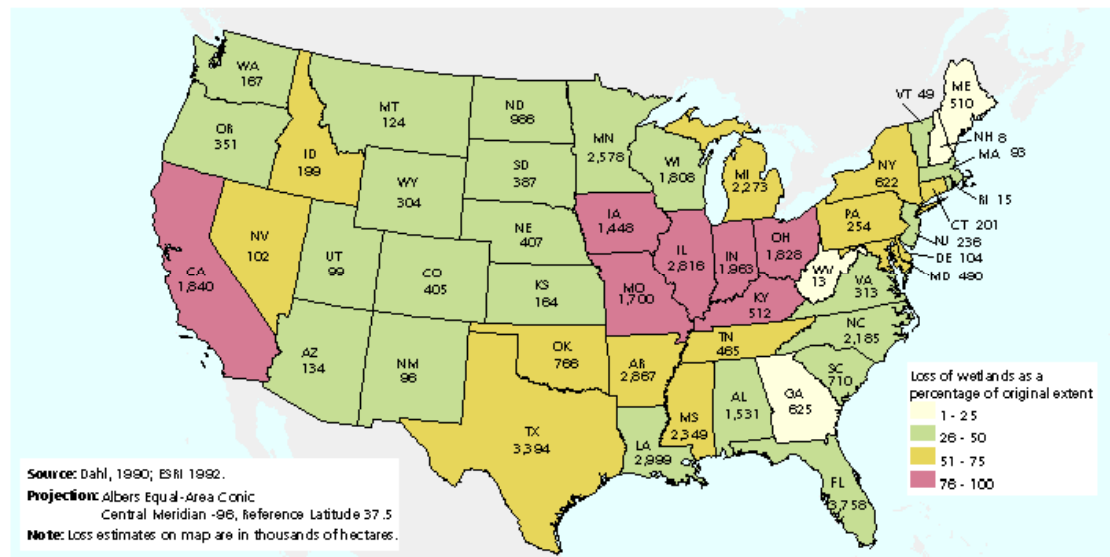 WA
167
OR
351
CA
1,840
ID
199
NV
102
MT
124
WY
304
UT
99
AZ
134
CO
405
NM
96
ND
986
SD
387
NE
407
KS
164
OK
766
TX
3,394
MN
2,578
IA
1,448
MO
1,700
AR
2,867
LA
2,999
WI
1,808
IL
2,816
MI
2,273
IN
1,963
OH
1,828
KY
512
TN
465
MS
2,349
AL
1,531
GA
625
FL
3,758
SC
710
NC
2,185
VA
313
WV
13
PA
254
NY
622
VT 49
ME
510
NH 8
MA 93
RI 15
CT 201
NJ 236
DE 104
MD 490
Loss of wetlands as a
percentage of original extent
1 - 25
26 - 50
51 - 75
76 - 100
Source: Dahl, 1990; ESRI 1992.
Projection: Albers Equal-Area Conic
Central Meridian -96, Reference Latitude 37.5
Note: Loss estimates on map are in thousands of hectares.